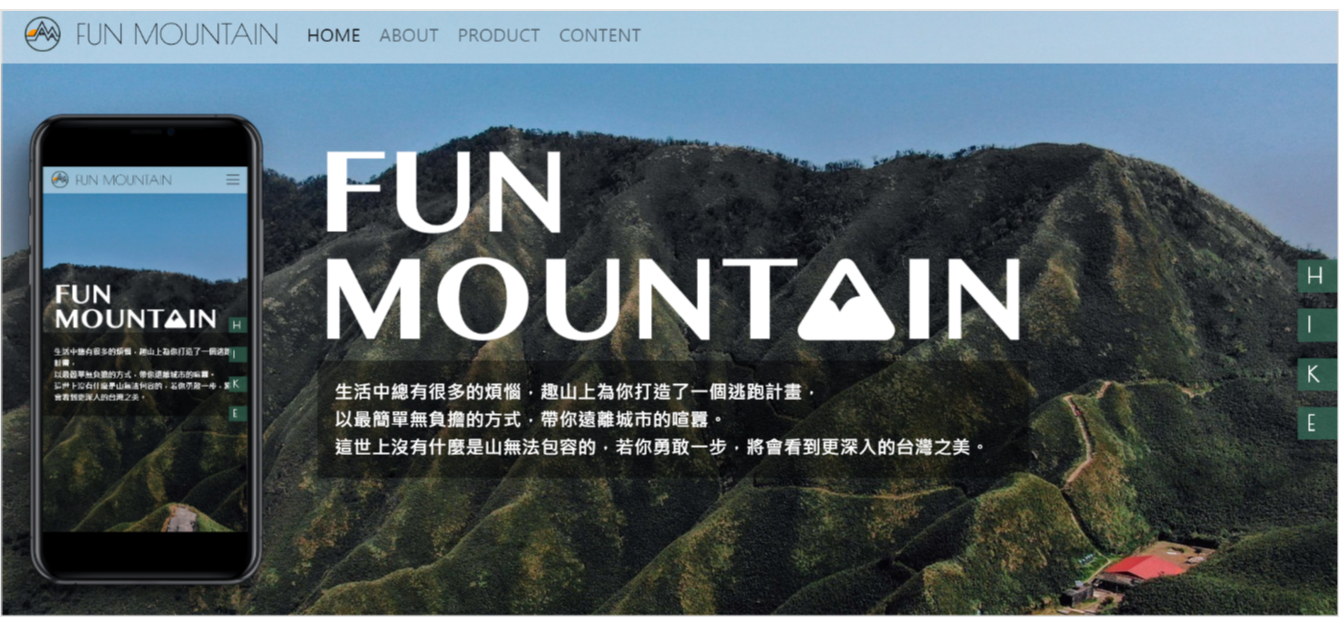 FUN MOUNTAIN
HOME ABOUT PRODUCT CONTENT
FUN MOUNTAIN
FUN
MOUNTAIN
生活中總有很多的煩惱，趣山上為你打造了一個逃跑
計畫，
以最簡單無負擔的方式，帶你遠離城市的喧囂。
這世上沒有什麼是山無法包容的，若你勇敢一步，
會看到更深入的台灣之美。
H
I
K
E
FUN
MOUNTAIN
生活中總有很多的煩惱，趣山上為你打造了一個逃跑計畫，
以最簡單無負擔的方式，帶你遠離城市的喧囂。
這世上沒有什麼是山無法包容的，若你勇敢一步，將會看到更深入的台灣之美。
H
I
K
E